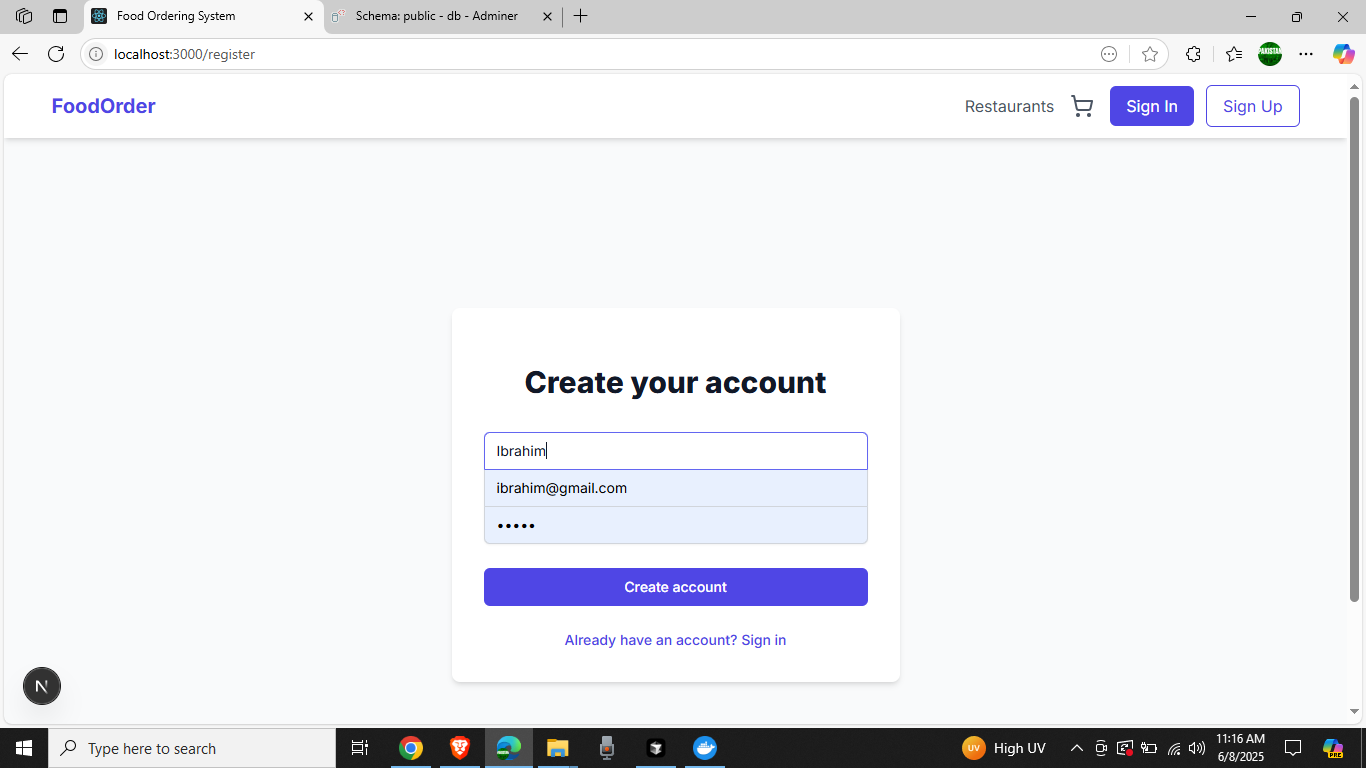 Food Ordering System
Schema: public - db - Adminer
localhost:3000/register
PAKISTAN
FoodOrder
Restaurants
Sign In
Sign Up
Create your account
Ibrahim
ibrahim@gmail.com
•••••
Create account
Already have an account? Sign in
N
Type here to search
UV
High UV
11:16 AM
6/8/2025
PRE